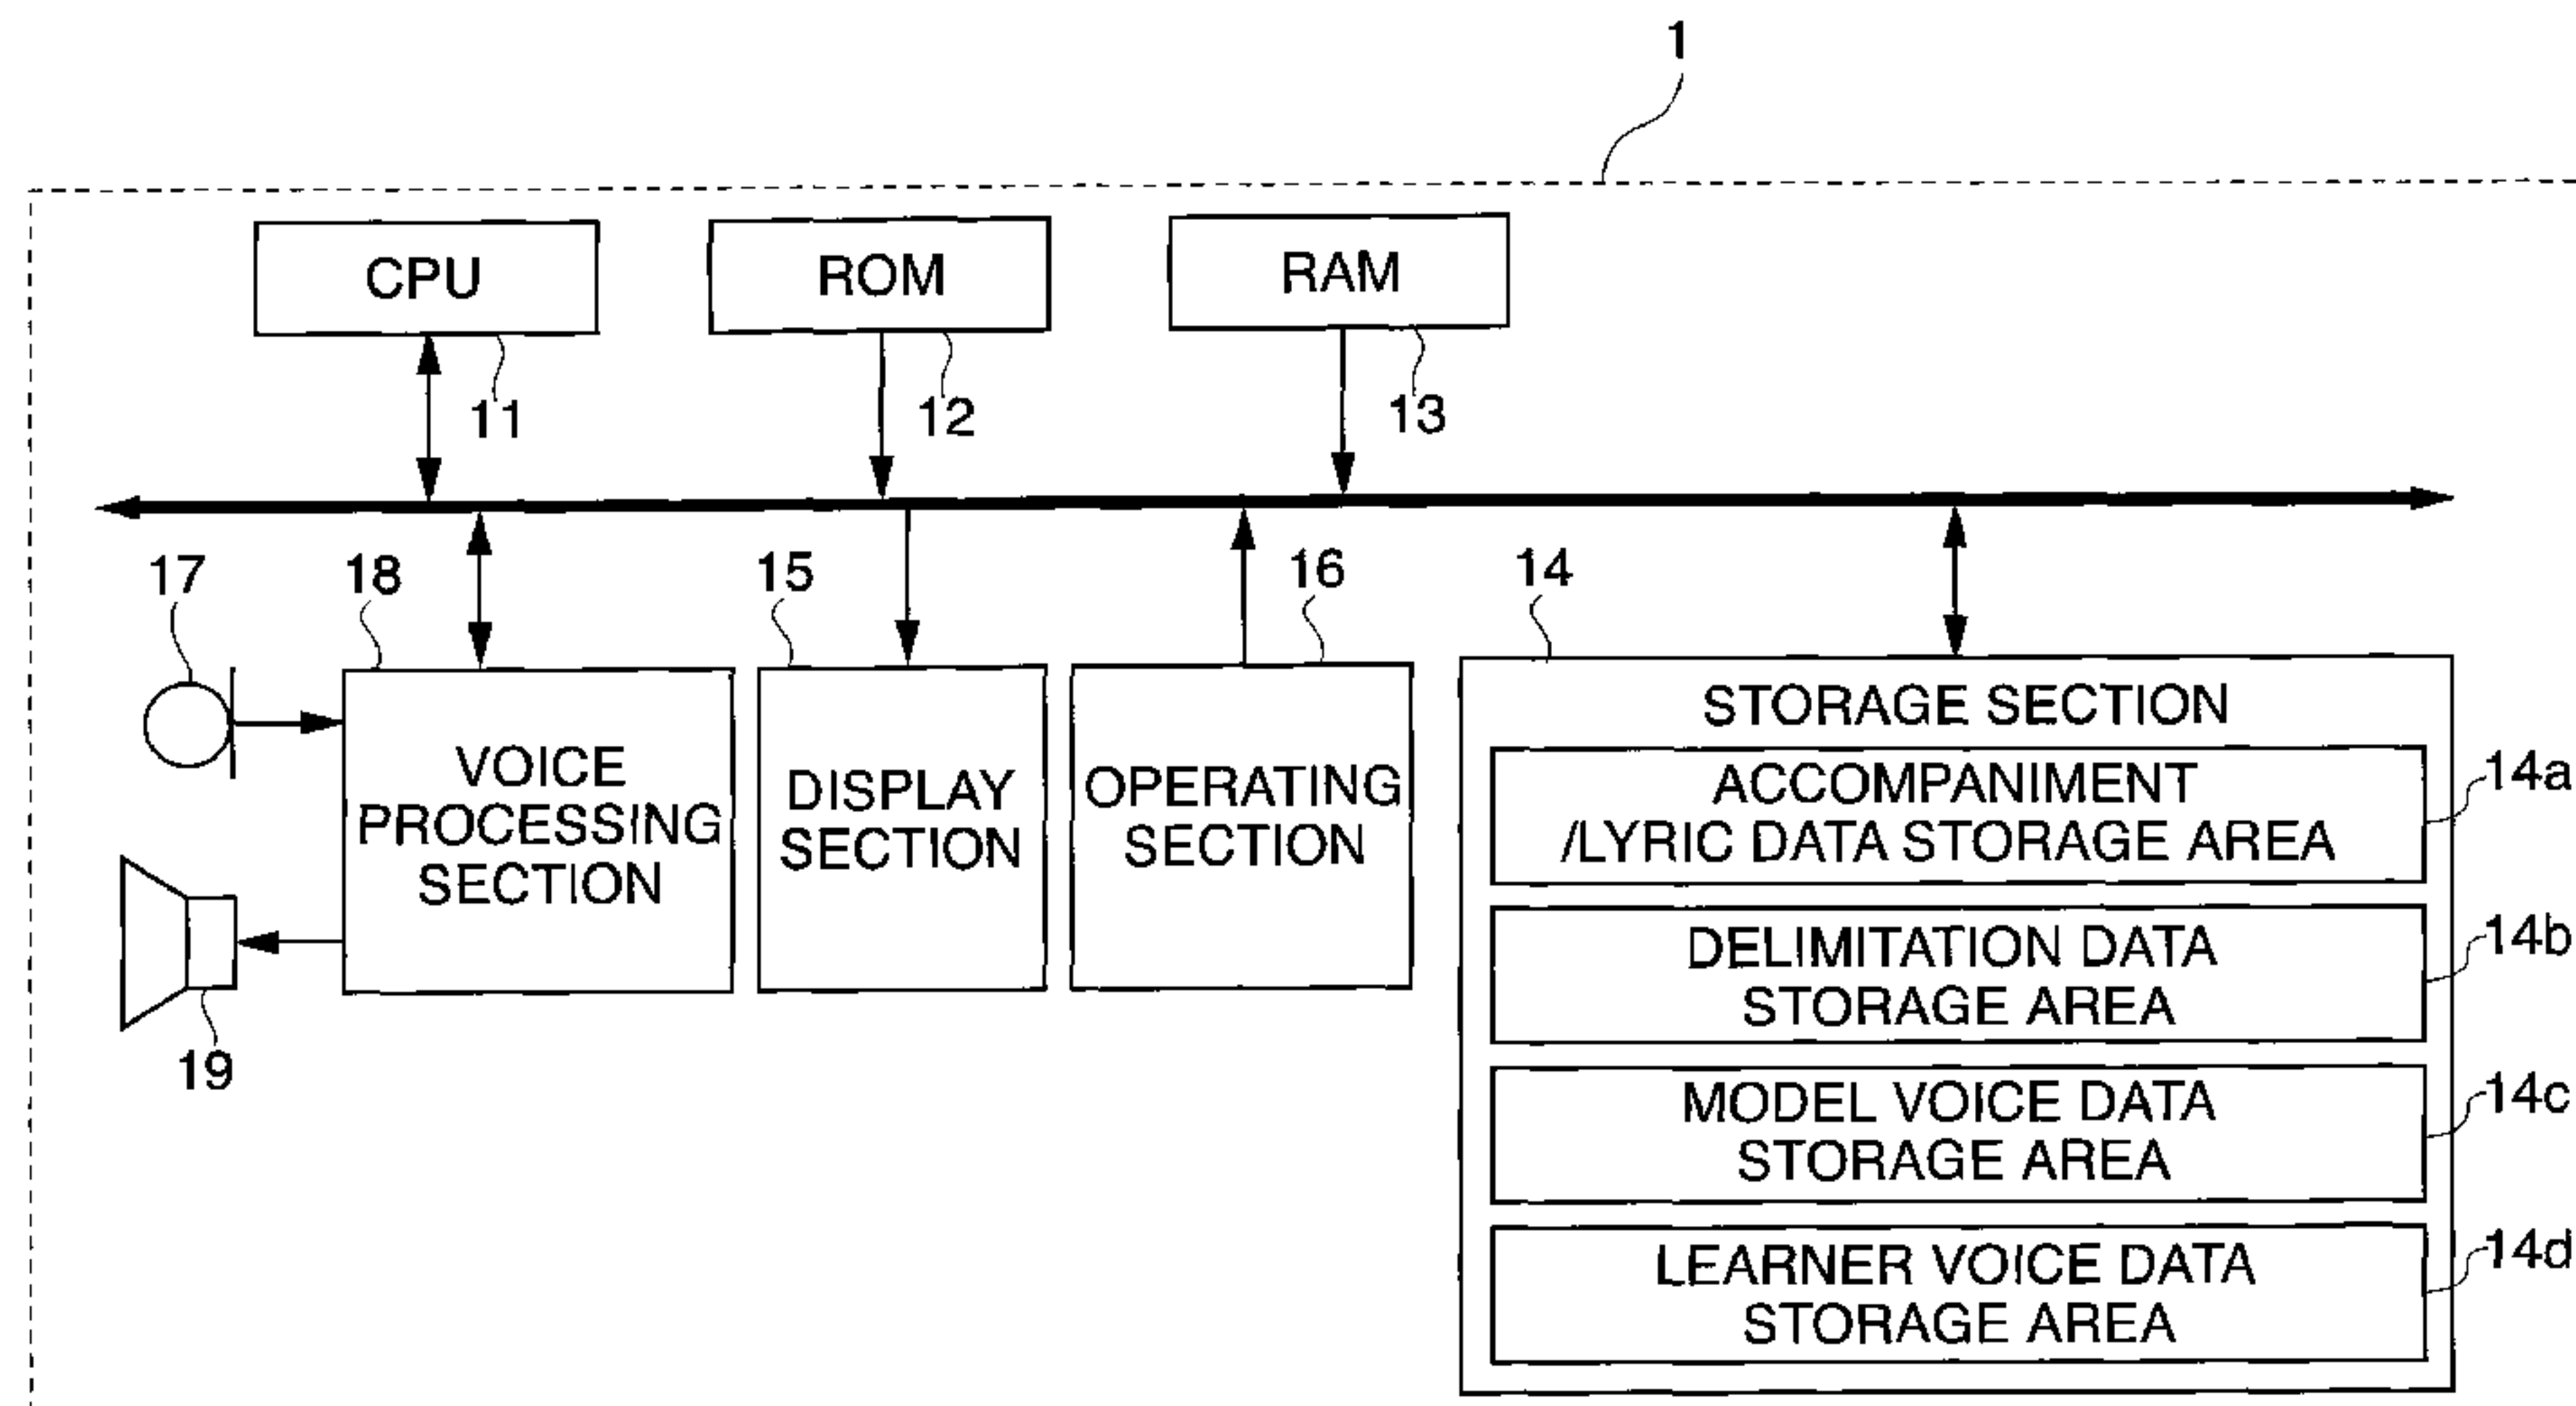 1
CPU
ROM
RAM
11
12
13
17
18
15
16
14
VOICE
PROCESSING
SECTION
DISPLAY
SECTION
OPERATING
SECTION
19
STORAGE SECTION
ACCOMPANIMENT
/LYRIC DATA STORAGE AREA
14a
DELIMITATION DATA
STORAGE AREA
14b
MODEL VOICE DATA
STORAGE AREA
14c
LEARNER VOICE DATA
STORAGE AREA
14d